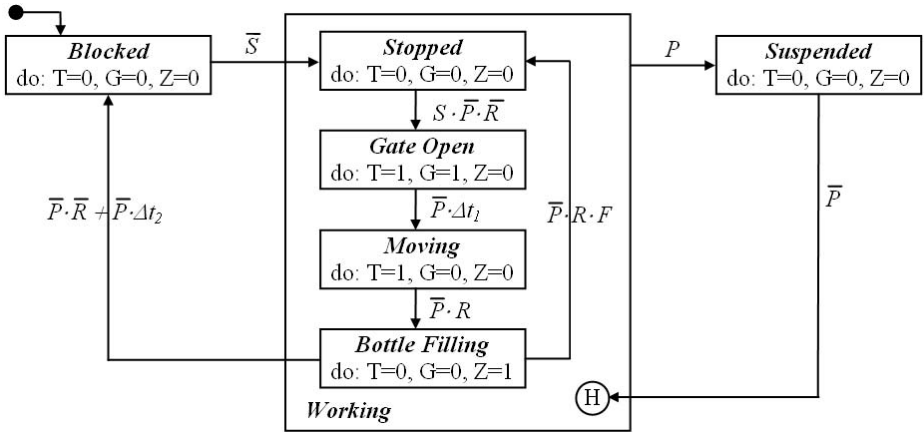 Blocked
do: T=0, G=0, Z=0
S̅
Stopped
do: T=0, G=0, Z=0
P
Suspended
do: T=0, G=0, Z=0
S·P̅·R̅
Gate Open
do: T=1, G=1, Z=0
P̅·R̅ + P̅·Δt₂
P̅·Δt₁
P̅·R·F
P̅
Moving
do: T=1, G=0, Z=0
P̅·R
Bottle Filling
do: T=0, G=0, Z=1
H
Working